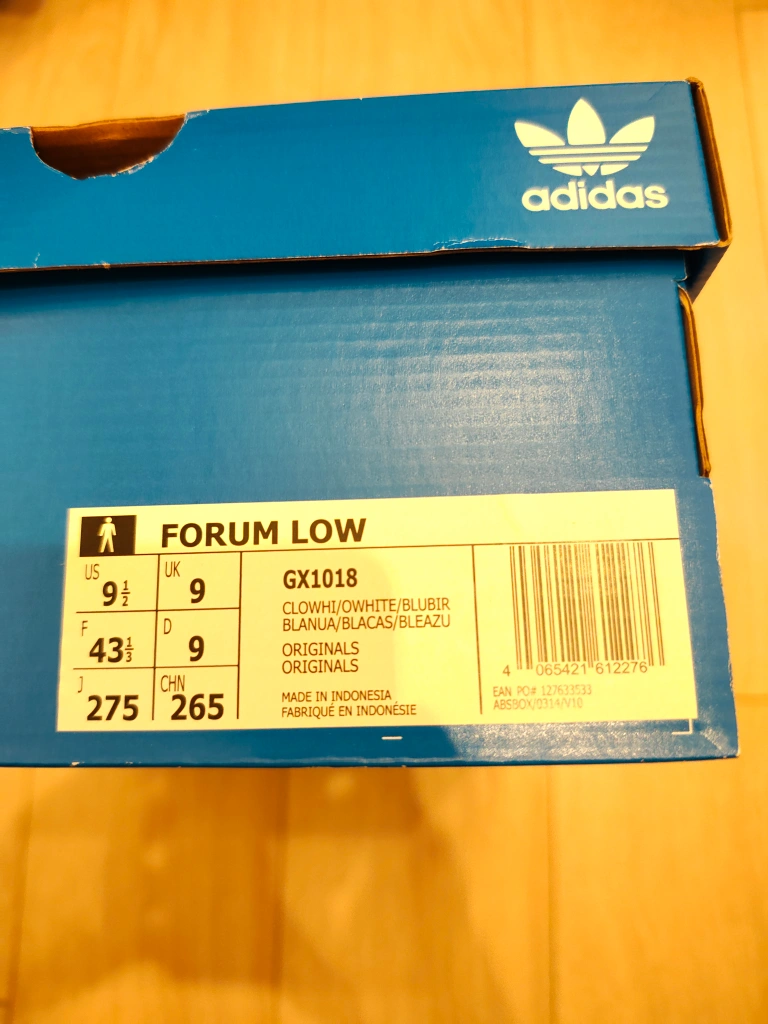 adidas
FORUM LOW
US 9 1/2
UK 9
F 43 1/3
D 9
J 275
CHN 265
GX1018
CLOWHI/OWHITE/BLUBIR
BLANUA/BLACAS/BLEAZU
ORIGINALS
ORIGINALS
MADE IN INDONESIA
FABRIQUÉ EN INDONÉSIE
4 065421 612276
EAN PO# 127633533
ABSBOX/0314/V10